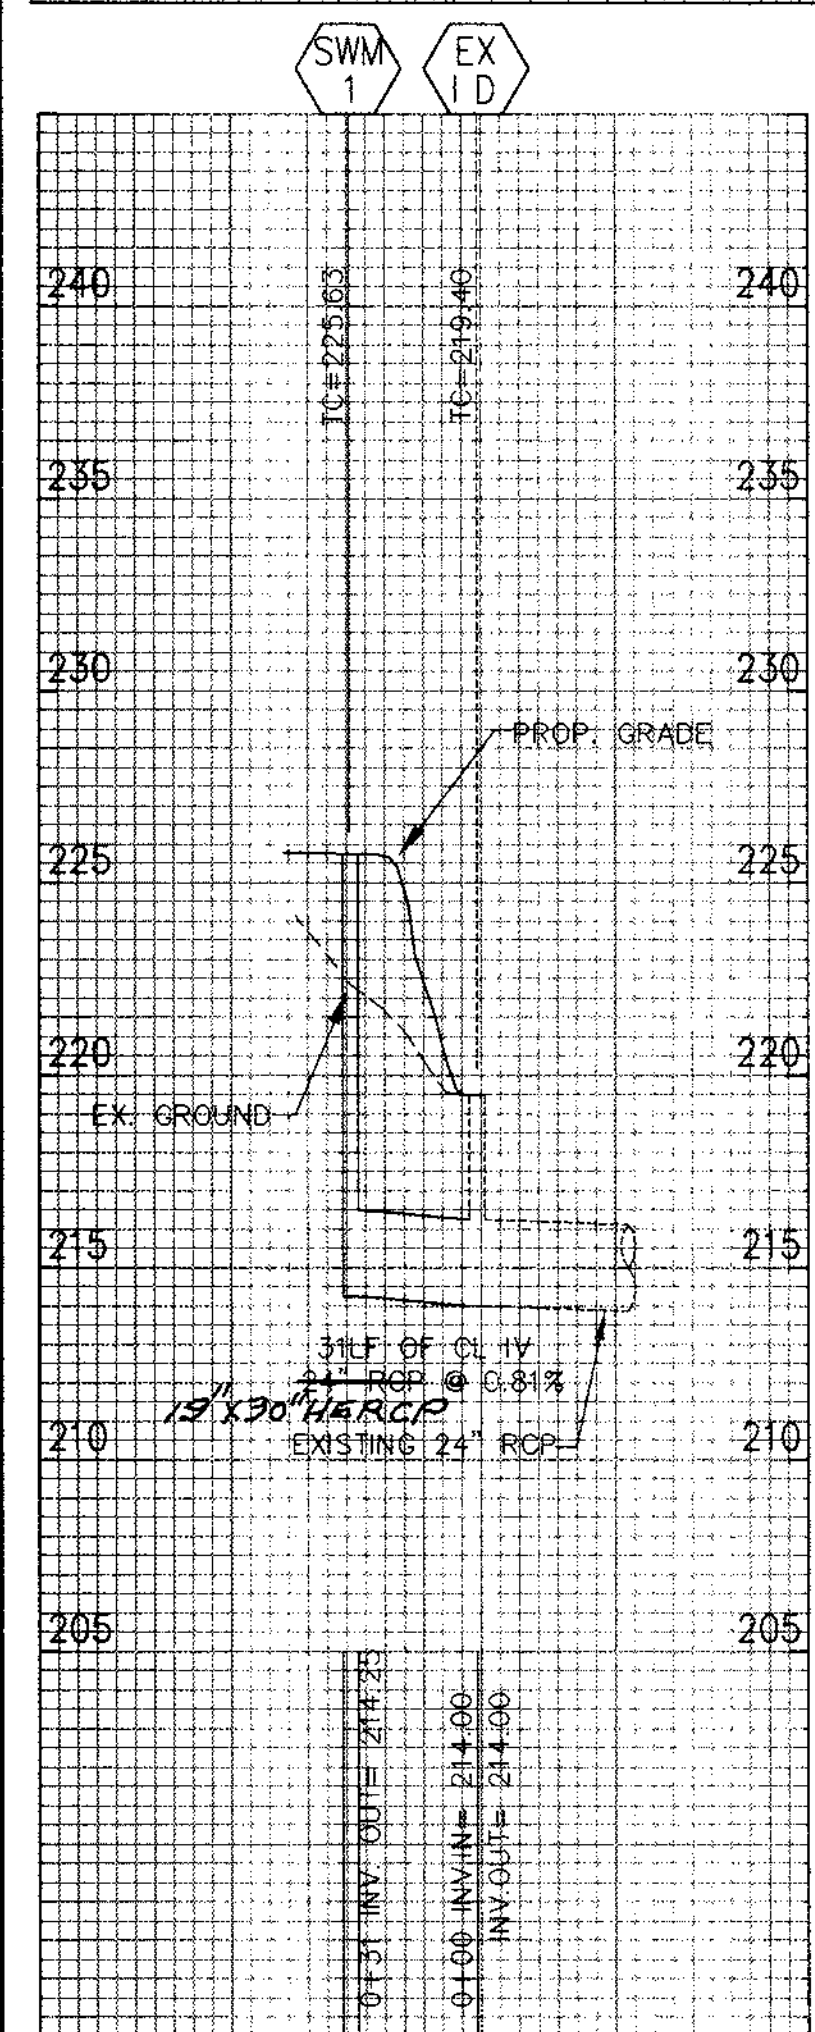 SWM
1
EX
1 D
240
240
TC=225.63
TC=219.40
235
235
230
230
PROP. GRADE
225
225
220
220
EX. GROUND
215
215
31LF OF CL IV
24" RCP @ 0.81%
19"X30" HERCP
EXISTING 24" RCP
210
210
205
205
0+31 INV. OUT= 214.25
0+00 INV.IN= 214.00
INV OUT= 214.00